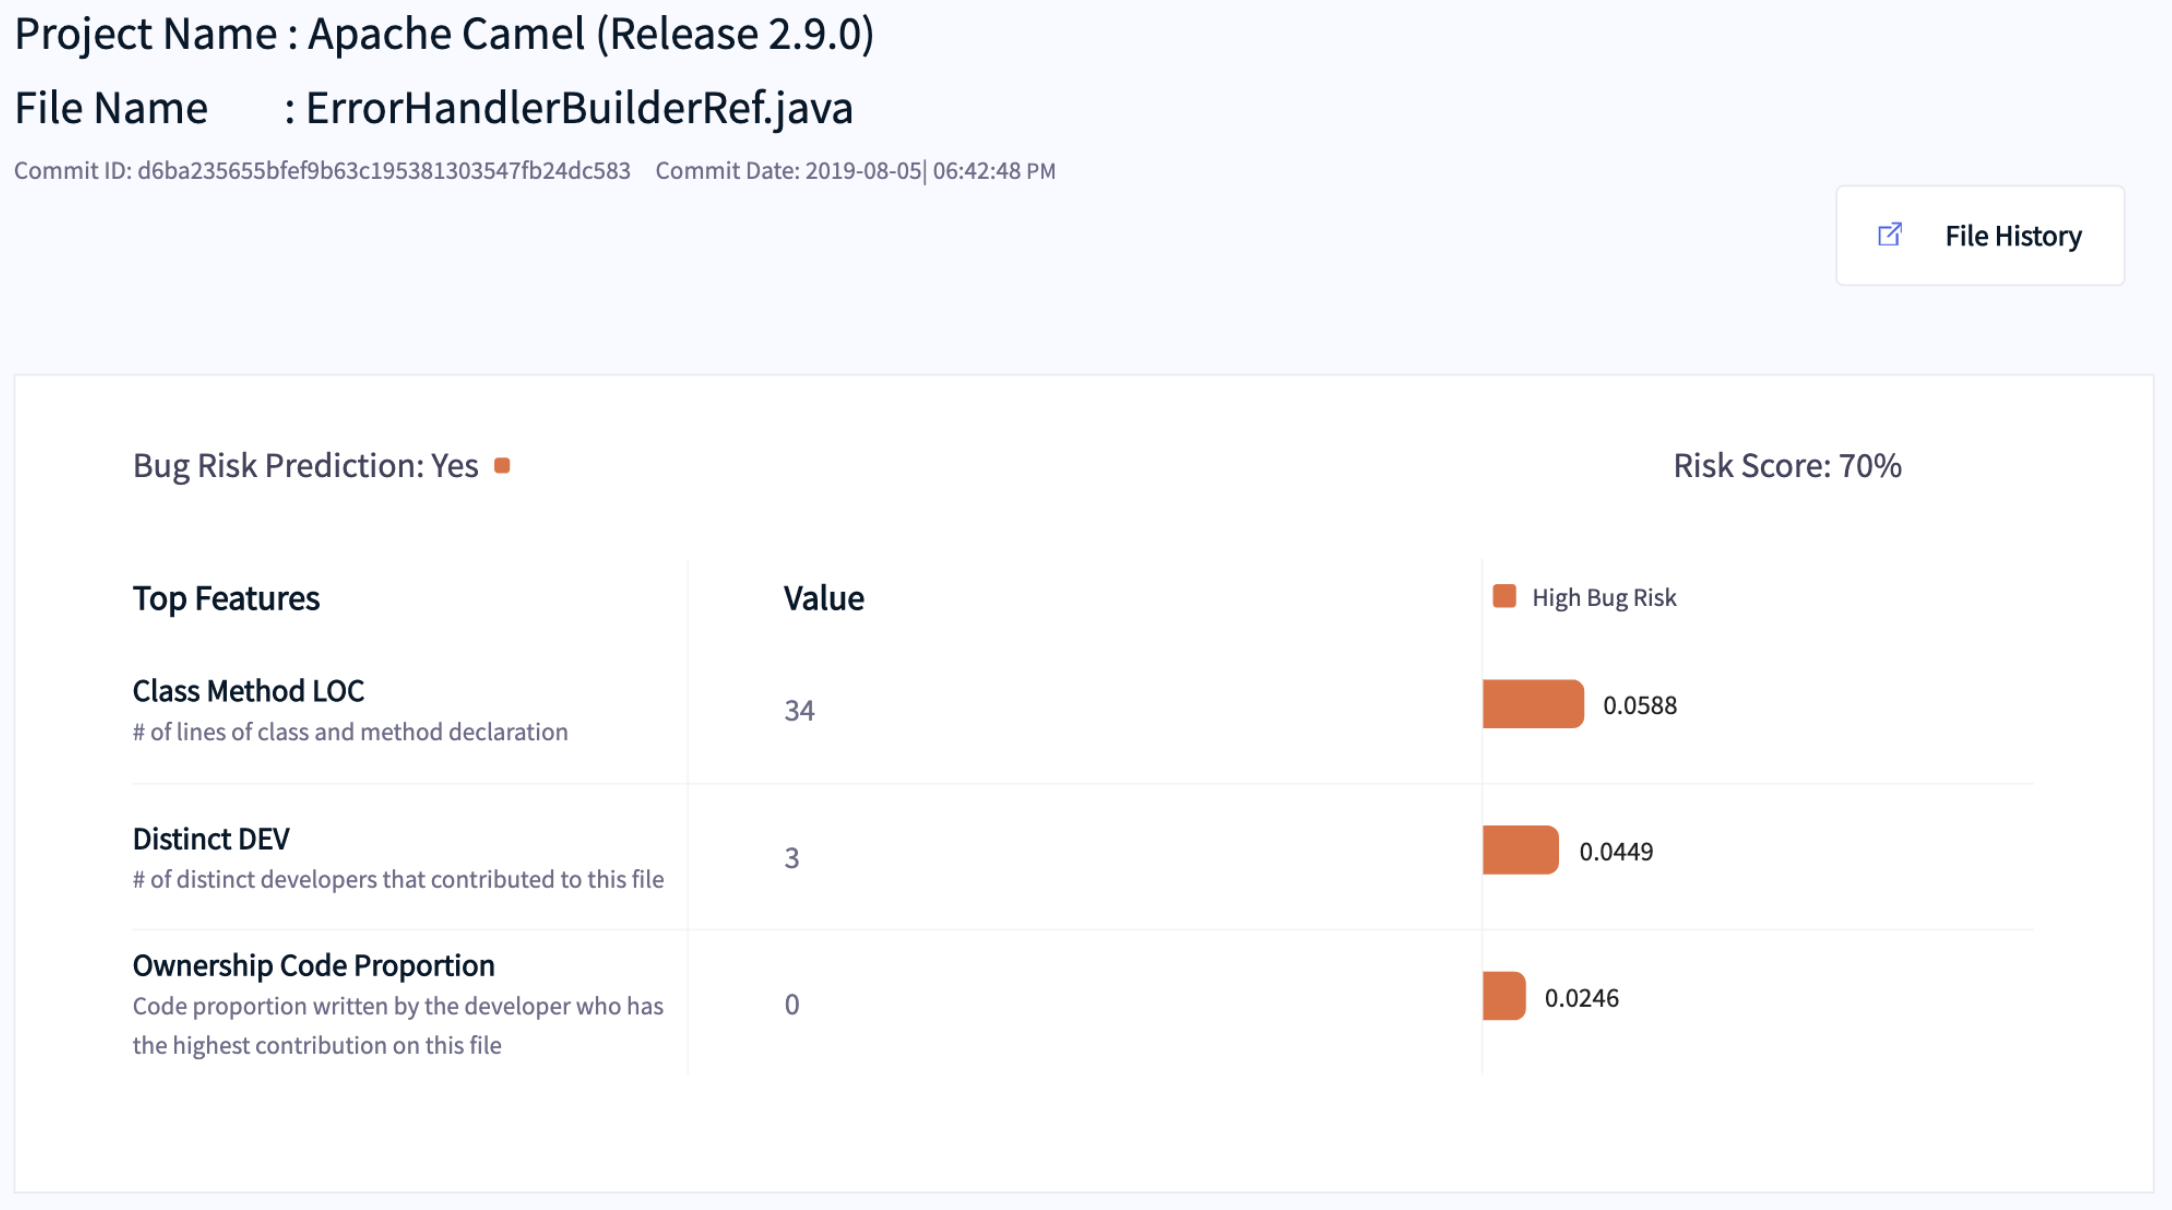 Project Name : Apache Camel (Release 2.9.0)
File Name : ErrorHandlerBuilderRef.java
Commit ID: d6ba235655bfef9b63c195381303547fb24dc583 Commit Date: 2019-08-05| 06:42:48 PM
File History
Bug Risk Prediction: Yes
Risk Score: 70%
Top Features
Value
High Bug Risk
Class Method LOC
# of lines of class and method declaration
34
0.0588
Distinct DEV
# of distinct developers that contributed to this file
3
0.0449
Ownership Code Proportion
Code proportion written by the developer who has
the highest contribution on this file
0
0.0246